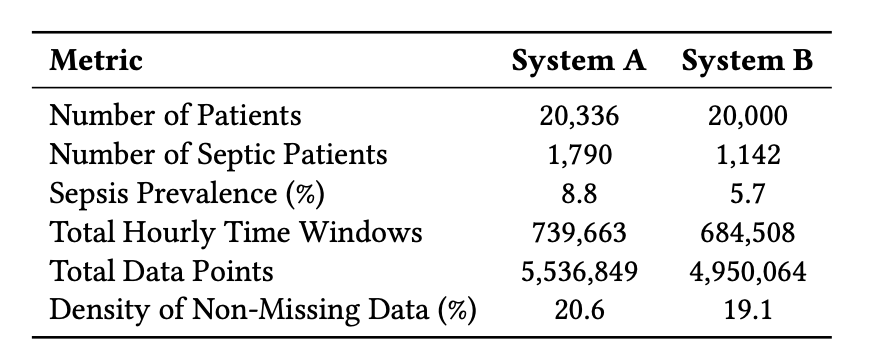 Metric System A System B
Number of Patients 20,336 20,000
Number of Septic Patients 1,790 1,142
Sepsis Prevalence (%) 8.8 5.7
Total Hourly Time Windows 739,663 684,508
Total Data Points 5,536,849 4,950,064
Density of Non-Missing Data (%) 20.6 19.1